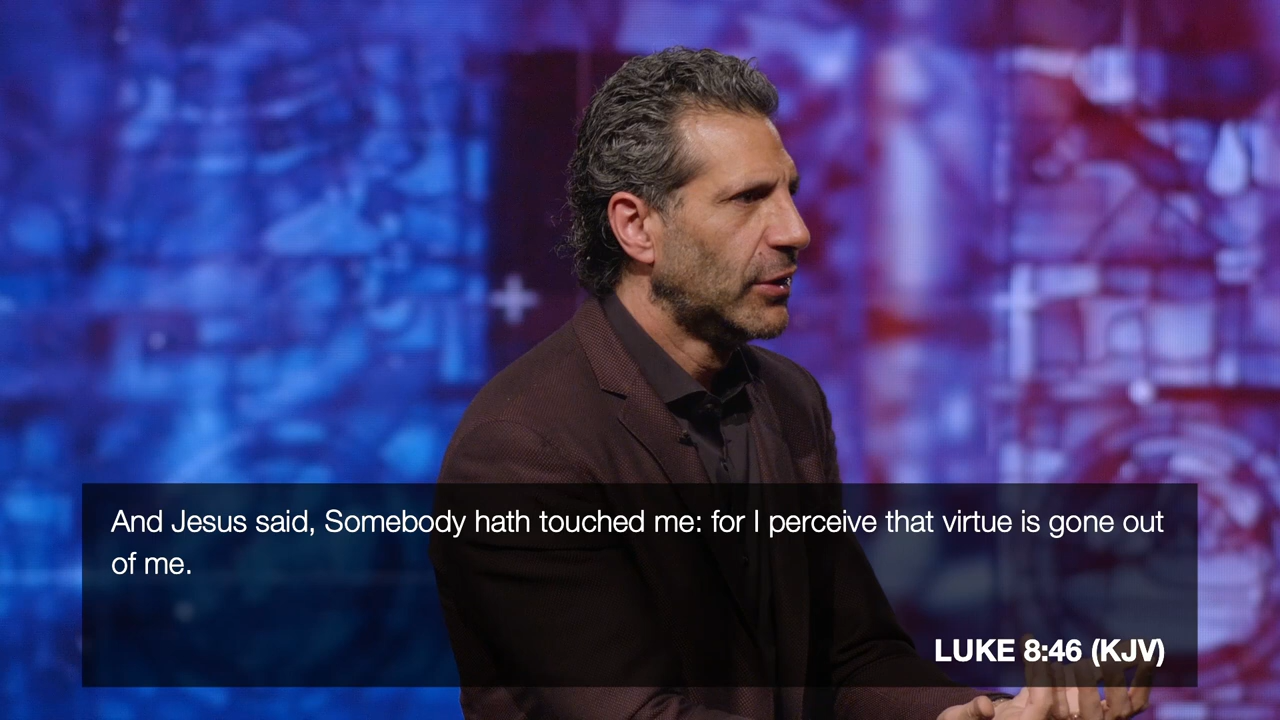 And Jesus said, Somebody hath touched me: for I perceive that virtue is gone out
of me.
LUKE 8:46 (KJV)